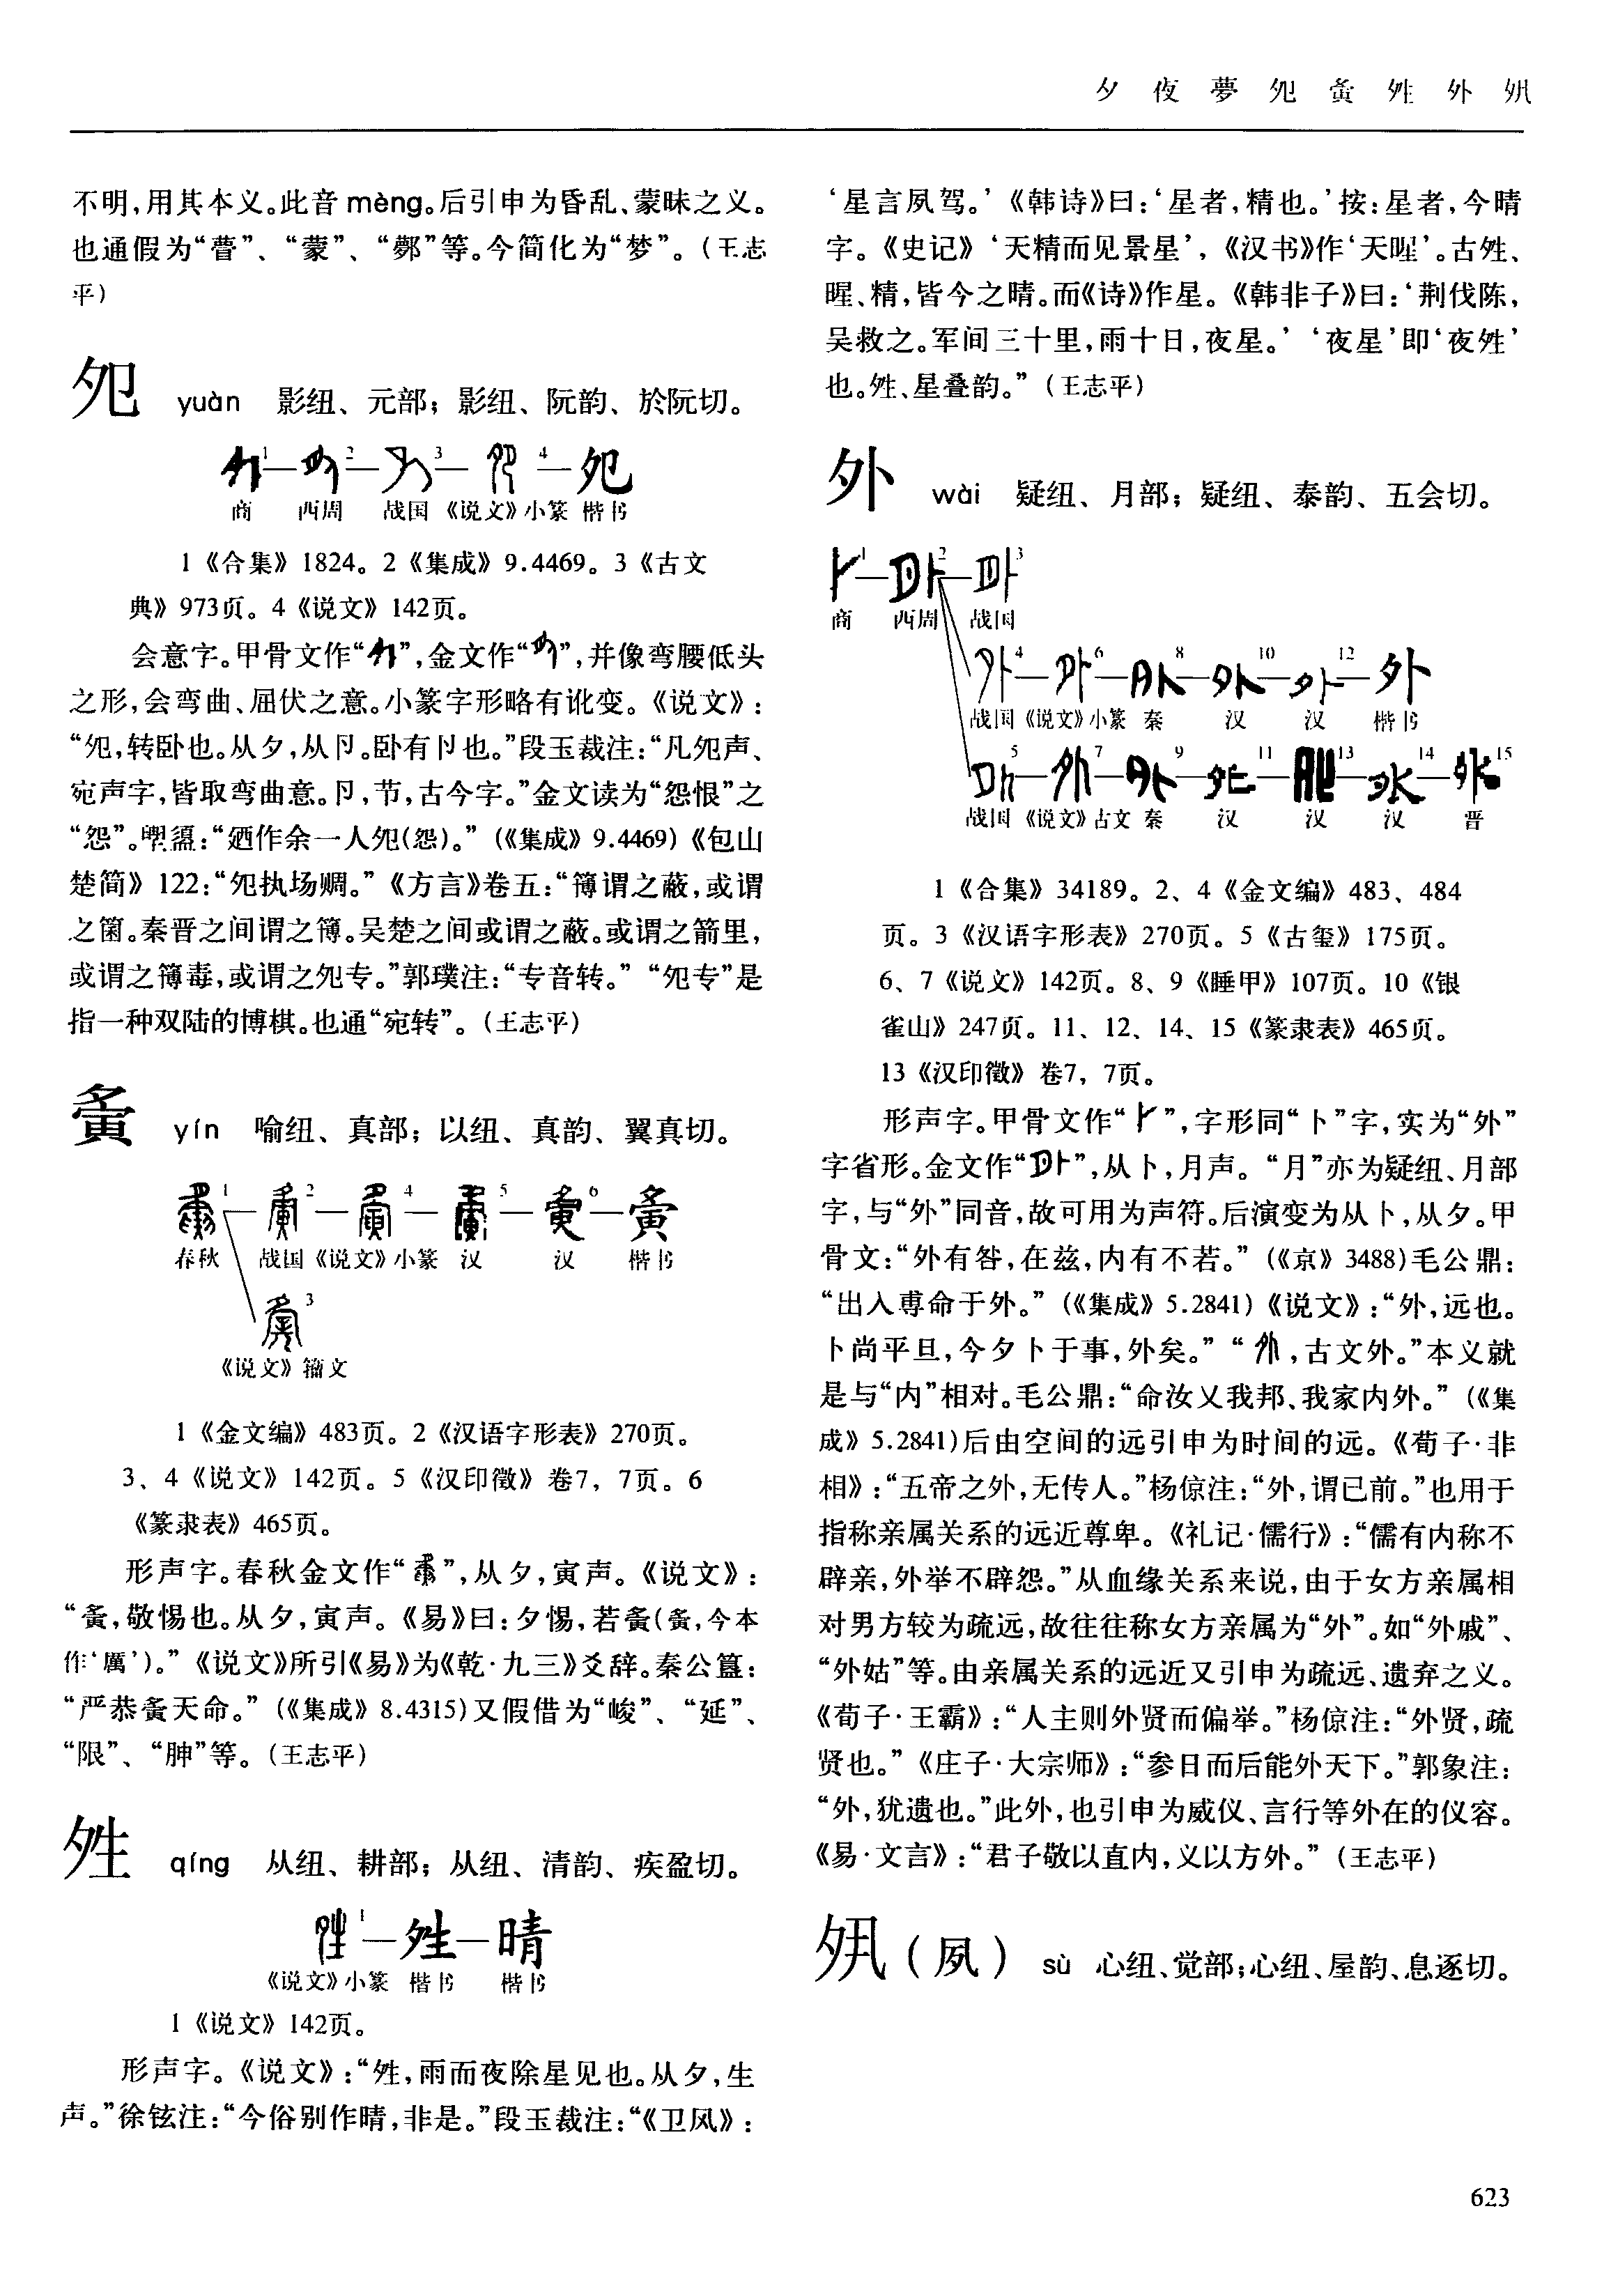 夕 夜 夢 夗 夤 夝 外 夙
不明,用其本义。此音mèng。后引申为昏乱、蒙昧之义。
也通假为“瞢”、“蒙”、“鄸”等。今简化为“梦”。(王志
平)
夗 yuàn 影纽、元部;影纽、阮韵、於阮切。
1—2—3—4—夗
商 西周 战国 《说文》小篆 楷书
1《合集》1824。2《集成》9.4469。3《古文
典》973页。4《说文》142页。
会意字。甲骨文作“”,金文作“”,并像弯腰低头
之形,会弯曲、屈伏之意。小篆字形略有讹变。《说文》:
“夗,转卧也。从夕,从卪。卧有卪也。”段玉裁注:“凡夗声、
宛声字,皆取弯曲意。卪,节,古今字。”金文读为“怨恨”之
“怨”。盨:“廼作余一人夗(怨)。”(《集成》9.4469)《包山
楚简》122:“夗执场赒。”《方言》卷五:“簙谓之蔽,或谓
之箘。秦晋之间谓之簙。吴楚之间或谓之蔽。或谓之箭里,
或谓之簙毒,或谓之夗专。”郭璞注:“专音转。”“夗专”是
指一种双陆的博棋。也通“宛转”。(王志平)
夤 yín 喻纽、真部;以纽、真韵、翼真切。
1—2—4—5—6—夤
春秋 战国 《说文》小篆 汉 汉 楷书
3
《说文》籀文
1《金文编》483页。2《汉语字形表》270页。
3、4《说文》142页。5《汉印徵》卷7,7页。6
《篆隶表》465页。
形声字。春秋金文作“”,从夕,寅声。《说文》:
“夤,敬惕也。从夕,寅声。《易》曰:夕惕,若夤(夤,今本
作‘厲’)。”《说文》所引《易》为《乾·九三》爻辞。秦公簋:
“严恭夤天命。”(《集成》8.4315)又假借为“峻”、“延”、
“限”、“胂”等。(王志平)
夝 qíng 从纽、耕部;从纽、清韵、疾盈切。
1—夝—晴
《说文》小篆 楷书 楷书
1《说文》142页。
形声字。《说文》:“夝,雨而夜除星见也。从夕,生
声。”徐铉注:“今俗别作晴,非是。”段玉裁注:“《卫风》:
‘星言夙驾。’《韩诗》曰:‘星者,精也。’按:星者,今晴
字。《史记》‘天精而见景星’,《汉书》作‘天暒’。古夝、
暒、精,皆今之晴。而《诗》作星。《韩非子》曰:‘荆伐陈,
吴救之。军间三十里,雨十日,夜星。’‘夜星’即‘夜夝’
也。夝、星叠韵。”(王志平)
外 wài 疑纽、月部;疑纽、泰韵、五会切。
1—2—3
商 西周 战国
4—6—8—10—12—外
战国 《说文》小篆 秦 汉 汉 楷书
5—7—9—11—13—14—15
战国 《说文》古文 秦 汉 汉 汉 晋
1《合集》34189。2、4《金文编》483、484
页。3《汉语字形表》270页。5《古玺》175页。
6、7《说文》142页。8、9《睡甲》107页。10《银
雀山》247页。11、12、14、15《篆隶表》465页。
13《汉印徵》卷7,7页。
形声字。甲骨文作“”,字形同“卜”字,实为“外”
字省形。金文作“”,从卜,月声。“月”亦为疑纽、月部
字,与“外”同音,故可用为声符。后演变为从卜,从夕。甲
骨文:“外有咎,在兹,内有不若。”(《京》3488)毛公鼎:
“出入尃命于外。”(《集成》5.2841)《说文》:“外,远也。
卜尚平旦,今夕卜于事,外矣。”“,古文外。”本义就
是与“内”相对。毛公鼎:“命汝乂我邦、我家内外。”(《集
成》5.2841)后由空间的远引申为时间的远。《荀子·非
相》:“五帝之外,无传人。”杨倞注:“外,谓已前。”也用于
指称亲属关系的远近尊卑。《礼记·儒行》:“儒有内称不
辟亲,外举不辟怨。”从血缘关系来说,由于女方亲属相
对男方较为疏远,故往往称女方亲属为“外”。如“外戚”、
“外姑”等。由亲属关系的远近又引申为疏远、遗弃之义。
《荀子·王霸》:“人主则外贤而偏举。”杨倞注:“外贤,疏
贤也。”《庄子·大宗师》:“参日而后能外天下。”郭象注:
“外,犹遗也。”此外,也引申为威仪、言行等外在的仪容。
《易·文言》:“君子敬以直内,义以方外。”(王志平)
(夙) sù 心纽、觉部;心纽、屋韵、息逐切。
623